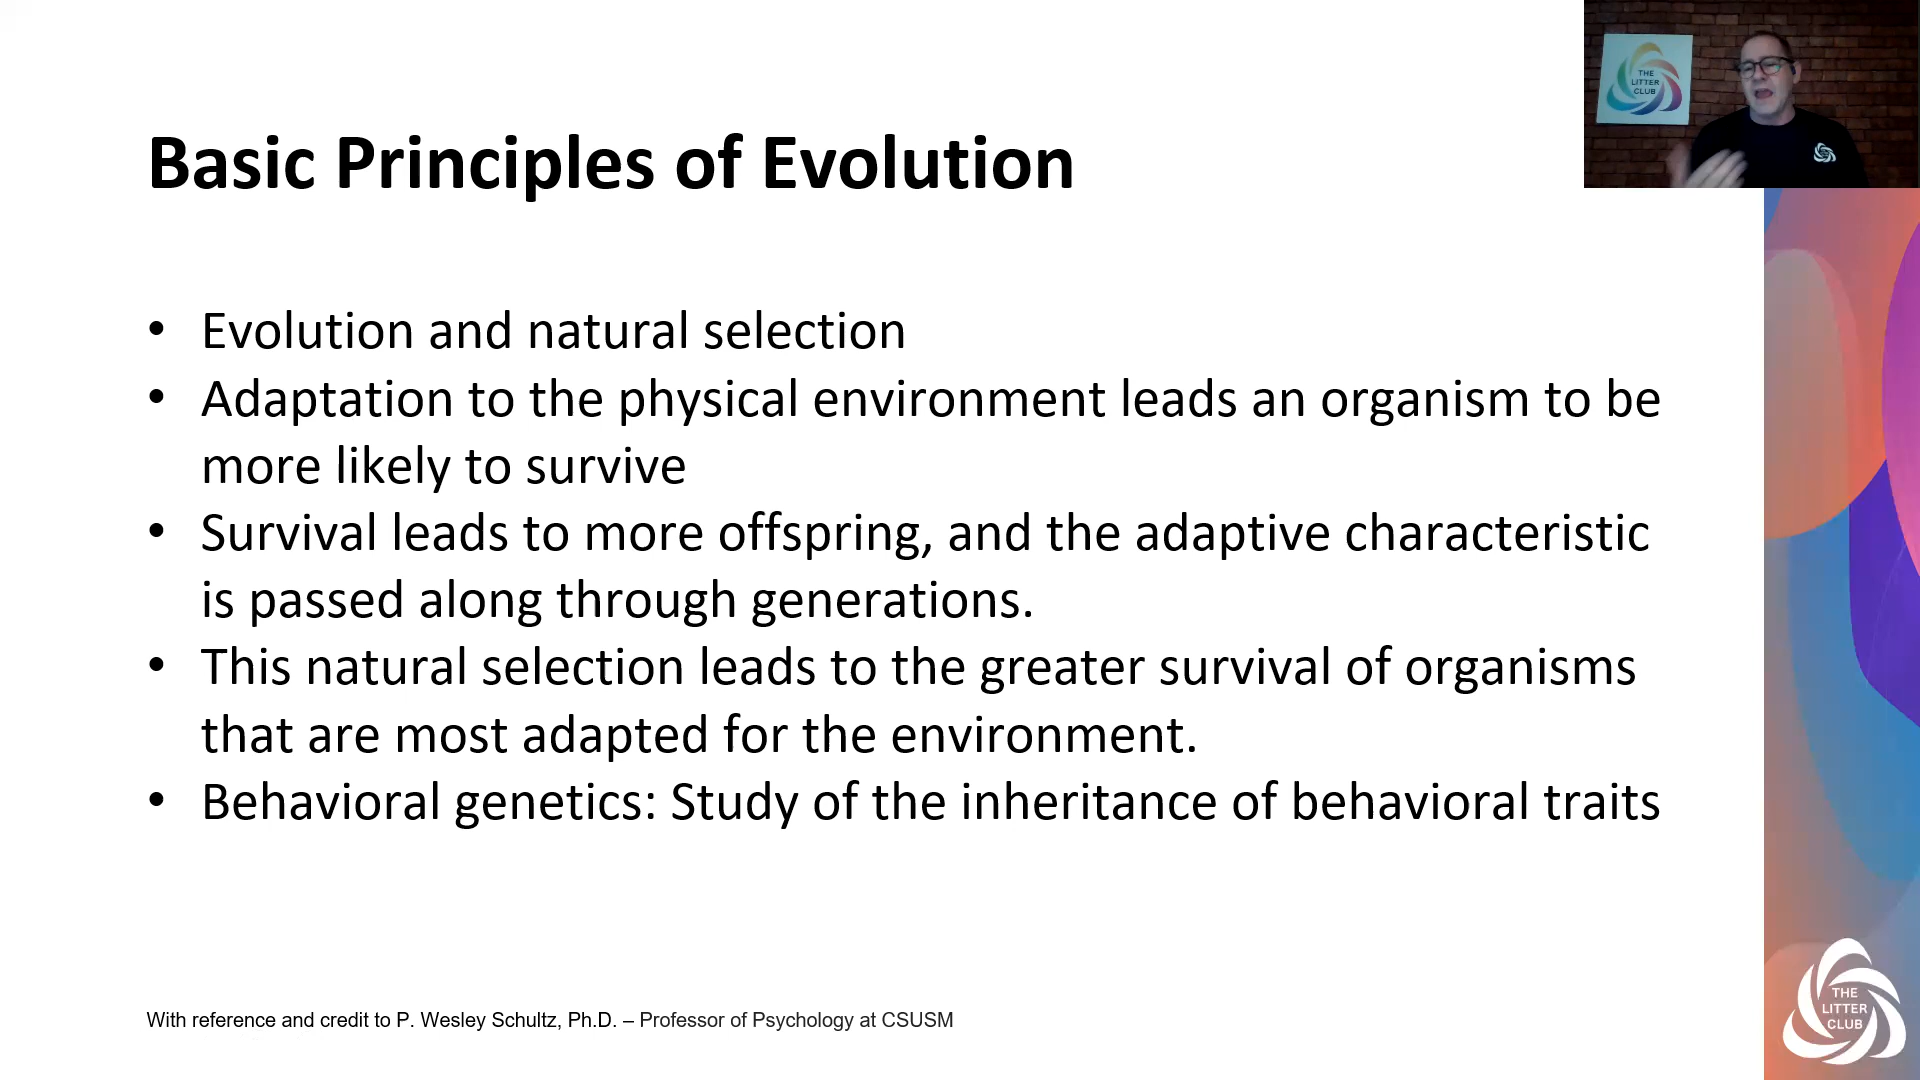 THE
LITTER
CLUB
Basic Principles of Evolution
• Evolution and natural selection
• Adaptation to the physical environment leads an organism to be
more likely to survive
• Survival leads to more offspring, and the adaptive characteristic
is passed along through generations.
• This natural selection leads to the greater survival of organisms
that are most adapted for the environment.
• Behavioral genetics: Study of the inheritance of behavioral traits
With reference and credit to P. Wesley Schultz, Ph.D. – Professor of Psychology at CSUSM
THE
LITTER
CLUB